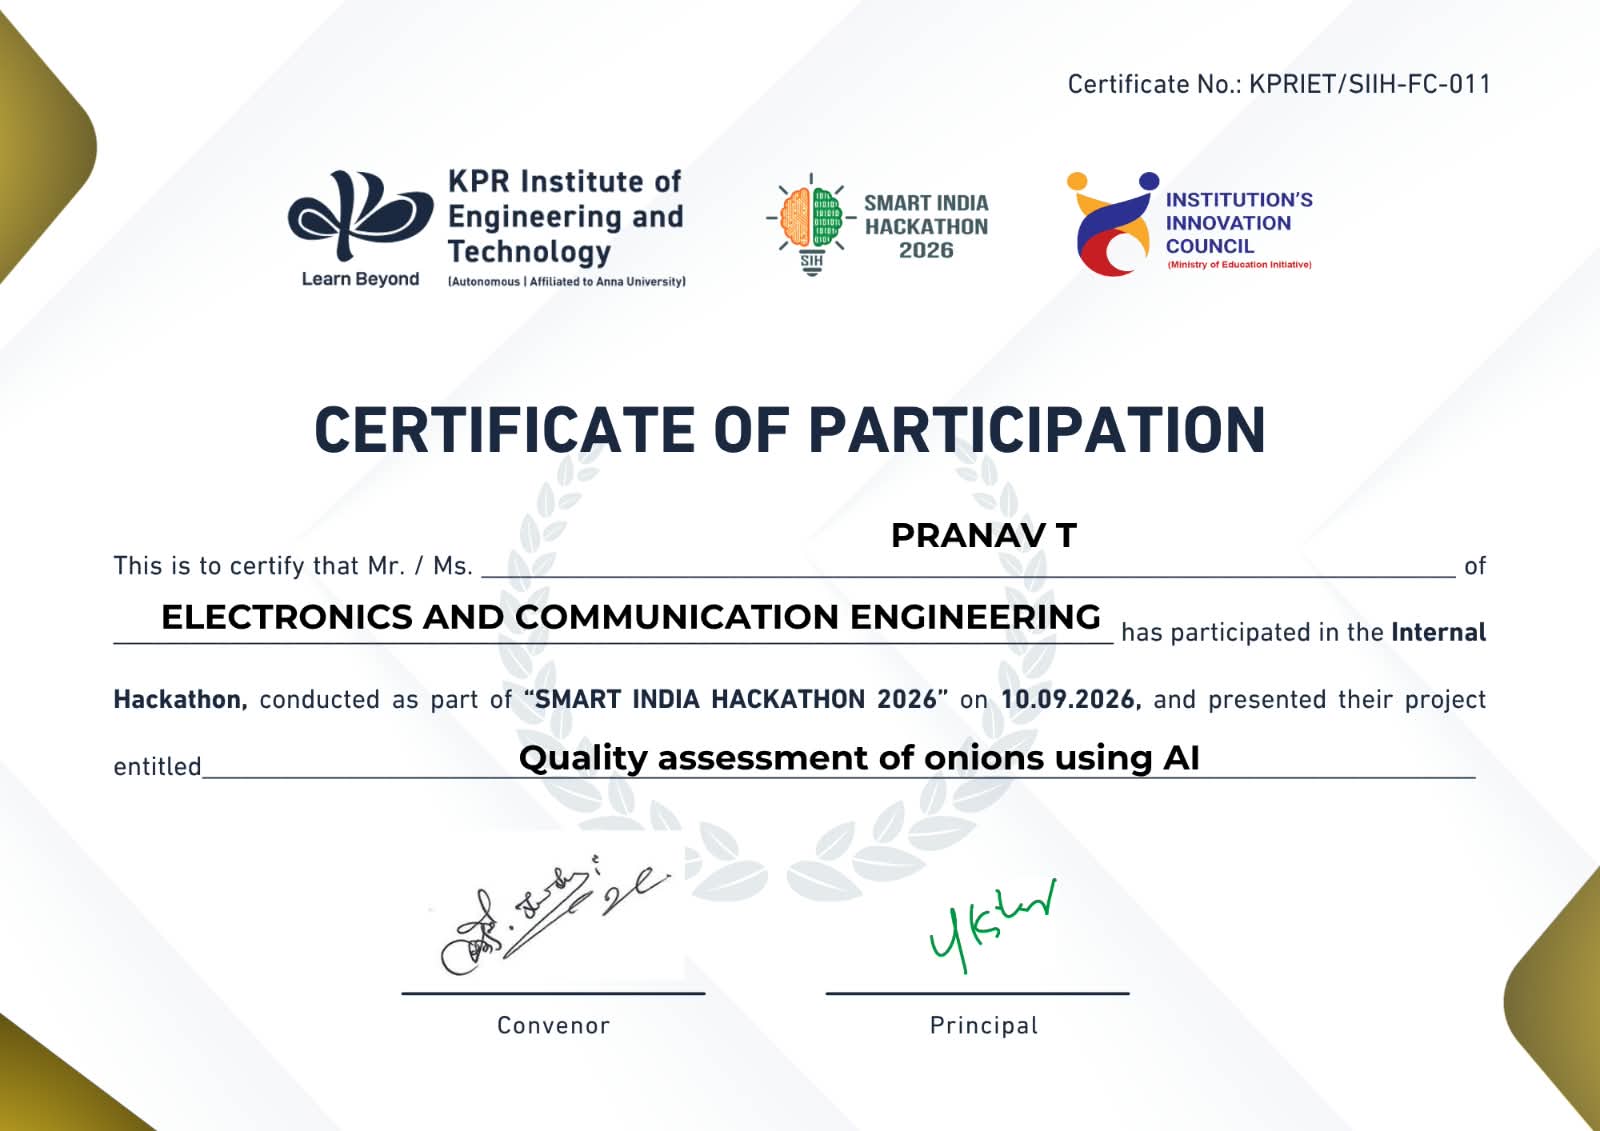 Certificate No.: KPRIET/SIIH-FC-011
KPR Institute of
Engineering and
Technology
Learn Beyond
(Autonomous | Affiliated to Anna University)
SIH
SMART INDIA
HACKATHON
2026
INSTITUTION'S
INNOVATION
COUNCIL
(Ministry of Education Initiative)
CERTIFICATE OF PARTICIPATION
This is to certify that Mr. / Ms. PRANAV T of
ELECTRONICS AND COMMUNICATION ENGINEERING has participated in the Internal
Hackathon, conducted as part of “SMART INDIA HACKATHON 2026” on 10.09.2026, and presented their project
entitled Quality assessment of onions using AI
Convenor
Principal